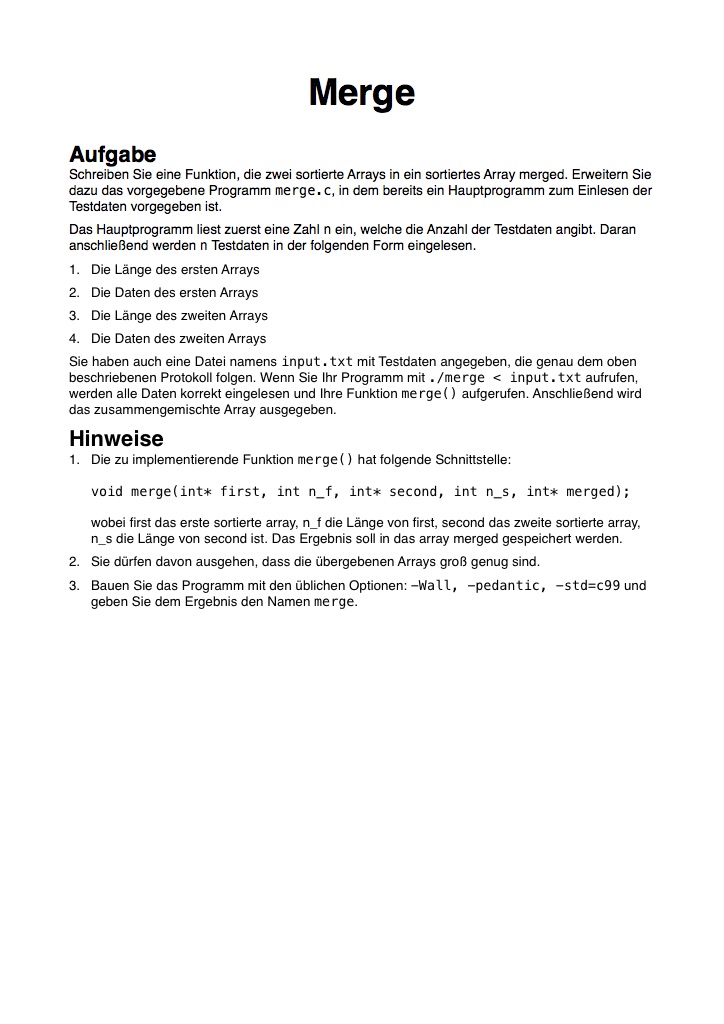 Merge
Aufgabe
Schreiben Sie eine Funktion, die zwei sortierte Arrays in ein sortiertes Array merged. Erweitern Sie
dazu das vorgegebene Programm merge.c, in dem bereits ein Hauptprogramm zum Einlesen der
Testdaten vorgegeben ist.
Das Hauptprogramm liest zuerst eine Zahl n ein, welche die Anzahl der Testdaten angibt. Daran
anschließend werden n Testdaten in der folgenden Form eingelesen.
1. Die Länge des ersten Arrays
2. Die Daten des ersten Arrays
3. Die Länge des zweiten Arrays
4. Die Daten des zweiten Arrays
Sie haben auch eine Datei namens input.txt mit Testdaten angegeben, die genau dem oben
beschriebenen Protokoll folgen. Wenn Sie Ihr Programm mit ./merge < input.txt aufrufen,
werden alle Daten korrekt eingelesen und Ihre Funktion merge() aufgerufen. Anschließend wird
das zusammengemischte Array ausgegeben.
Hinweise
1. Die zu implementierende Funktion merge() hat folgende Schnittstelle:
void merge(int* first, int n_f, int* second, int n_s, int* merged);
wobei first das erste sortierte array, n_f die Länge von first, second das zweite sortierte array,
n_s die Länge von second ist. Das Ergebnis soll in das array merged gespeichert werden.
2. Sie dürfen davon ausgehen, dass die übergebenen Arrays groß genug sind.
3. Bauen Sie das Programm mit den üblichen Optionen: –Wall, –pedantic, –std=c99 und
geben Sie dem Ergebnis den Namen merge.